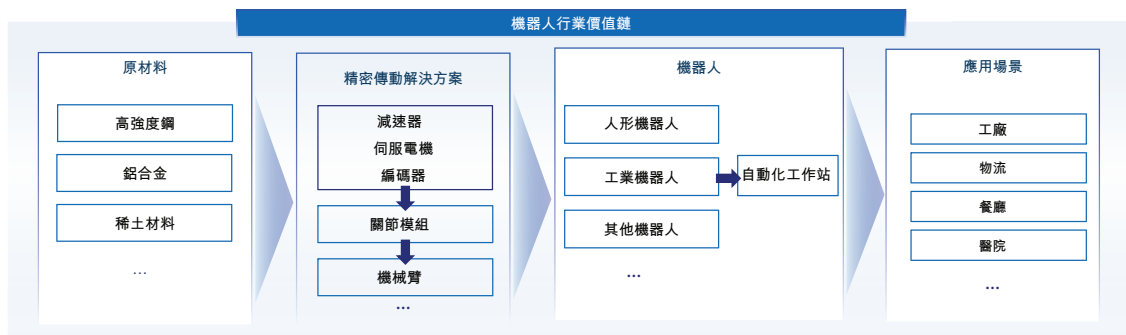 機器人行業價值鏈
原材料
高強度鋼
鋁合金
稀土材料
…
精密傳動解決方案
減速器
伺服電機
編碼器
關節模組
機械臂
…
機器人
人形機器人
工業機器人
自動化工作站
其他機器人
…
應用場景
工廠
物流
餐廳
醫院
…